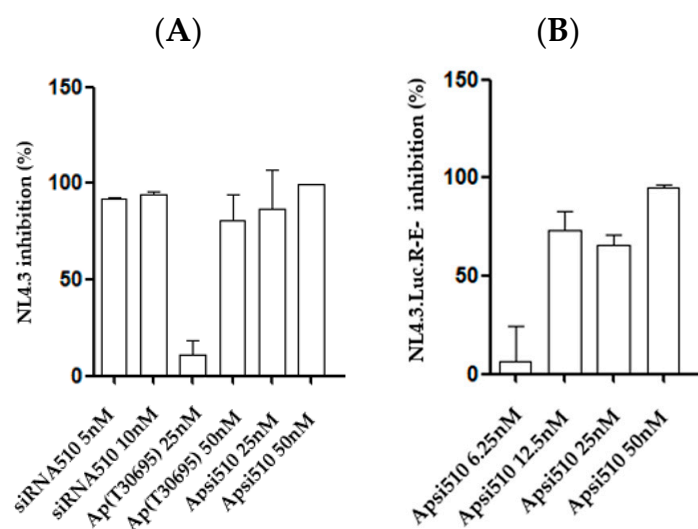 (A)
NL4.3 inhibition (%)
150
100
50
0
siRNA510 5nM
siRNA510 10nM
Ap(T30695) 25nM
Ap(T30695) 50nM
Apsi510 25nM
Apsi510 50nM
(B)
NL4.3.Luc.R-E- inhibition (%)
150
100
50
0
Apsi510 6.25nM
Apsi510 12.5nM
Apsi510 25nM
Apsi510 50nM